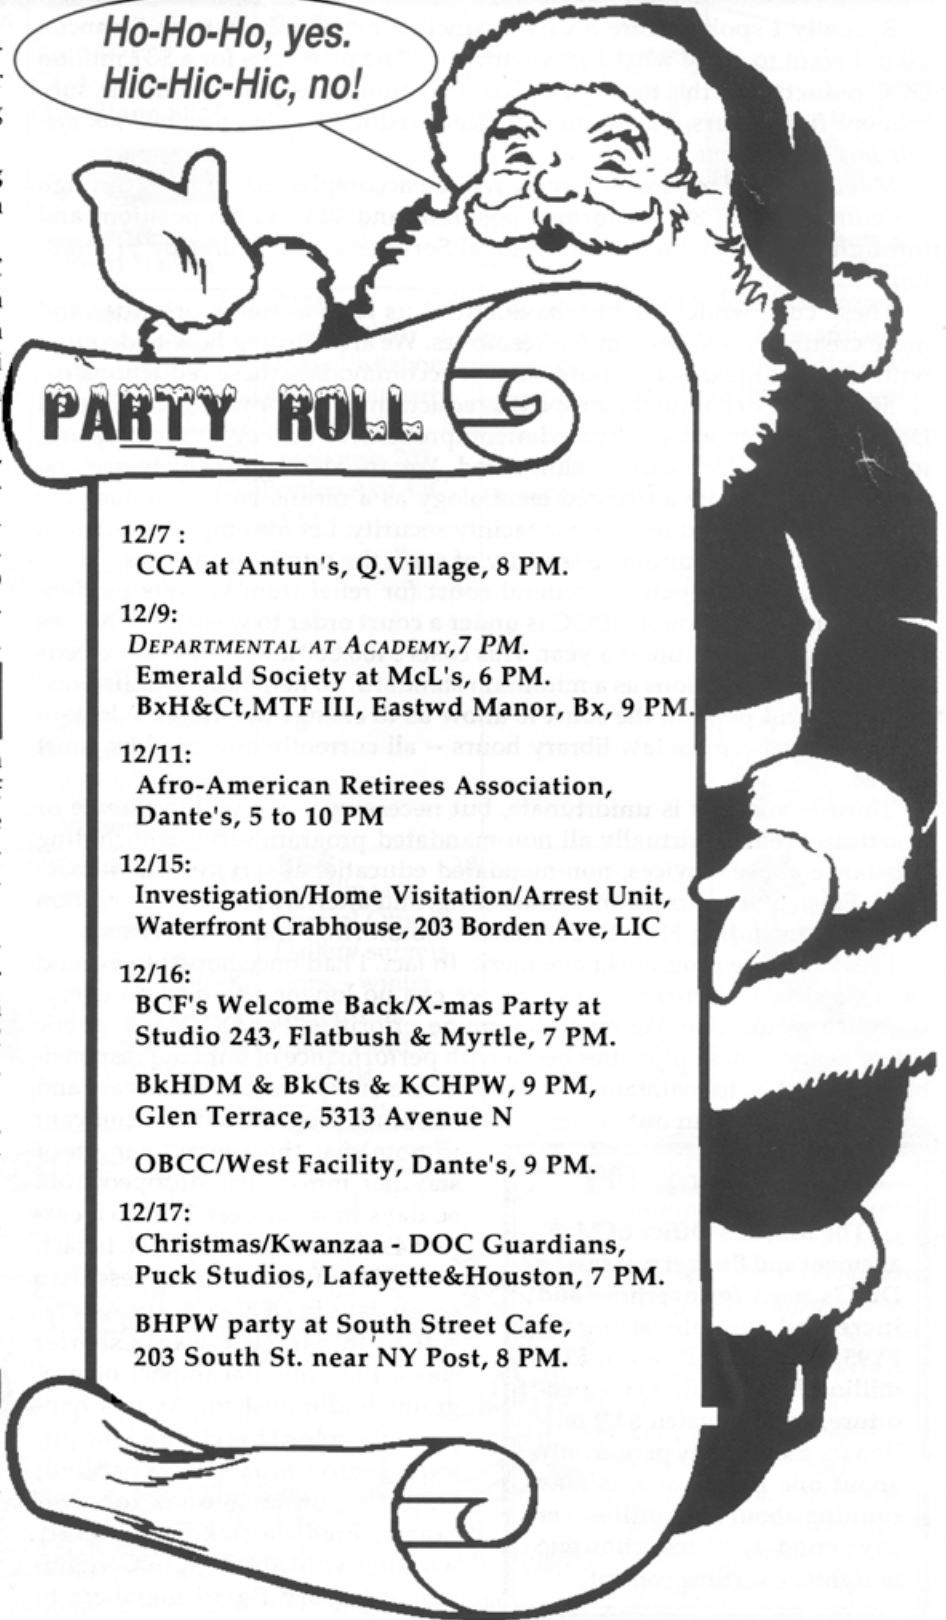 Ho-Ho-Ho, yes.
Hic-Hic-Hic, no!
PARTY ROLL
12/7 :
CCA at Antun's, Q.Village, 8 PM.
12/9:
DEPARTMENTAL AT ACADEMY,7 PM.
Emerald Society at McL's, 6 PM.
BxH&Ct,MTF III, Eastwd Manor, Bx, 9 PM.
12/11:
Afro-American Retirees Association,
Dante's, 5 to 10 PM
12/15:
Investigation/Home Visitation/Arrest Unit,
Waterfront Crabhouse, 203 Borden Ave, LIC
12/16:
BCF's Welcome Back/X-mas Party at
Studio 243, Flatbush & Myrtle, 7 PM.
BkHDM & BkCts & KCHPW, 9 PM,
Glen Terrace, 5313 Avenue N
OBCC/West Facility, Dante's, 9 PM.
12/17:
Christmas/Kwanzaa - DOC Guardians,
Puck Studios, Lafayette&Houston, 7 PM.
BHPW party at South Street Cafe,
203 South St. near NY Post, 8 PM.